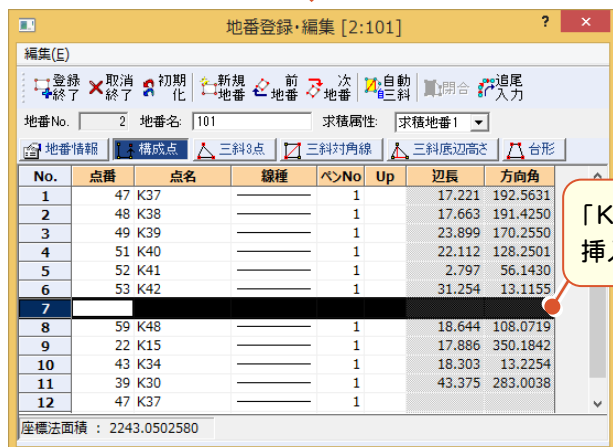 地番登録・編集 [2:101]
?
×
編集(E)
登録終了 取消終了 初期化 新規地番 前地番 次地番 自動三斜 閉合 追尾入力
地番No. 2 地番名: 101 求積属性: 求積地番1
地番情報 構成点 三斜3点 三斜対角線 三斜底辺高さ 台形
No. 点番 点名 線種 ペンNo Up 辺長 方向角
1 47 K37 1 17.221 192.5631
2 48 K38 1 17.663 191.4250
3 49 K39 1 23.899 170.2550
4 51 K40 1 22.112 128.2501
5 52 K41 1 2.797 56.1430
6 53 K42 1 31.254 13.1155
7
8 59 K48 1 18.644 108.0719
9 22 K15 1 17.886 350.1842
10 43 K34 1 18.303 13.2254
11 39 K30 1 43.375 283.0038
12 47 K37 1
座標法面積 : 2243.0502580
「K
挿